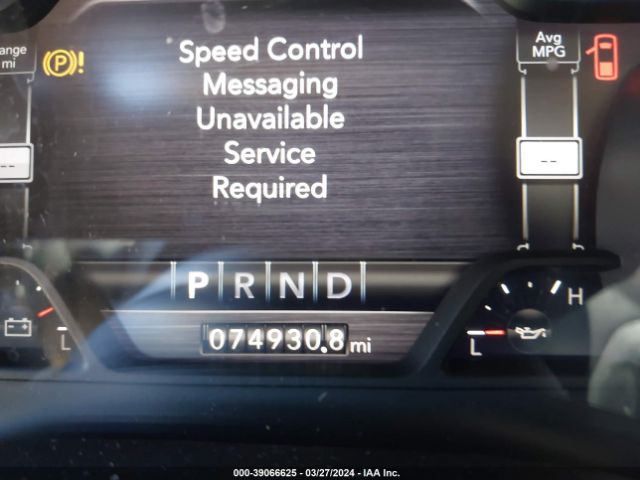 Speed Control
Messaging
Unavailable
Service
Required
ange
mi
P !
Avg
MPG
--
--
P R N D
L
074930.8 mi
L
H
000-39066625 - 03/27/2024 - IAA Inc.